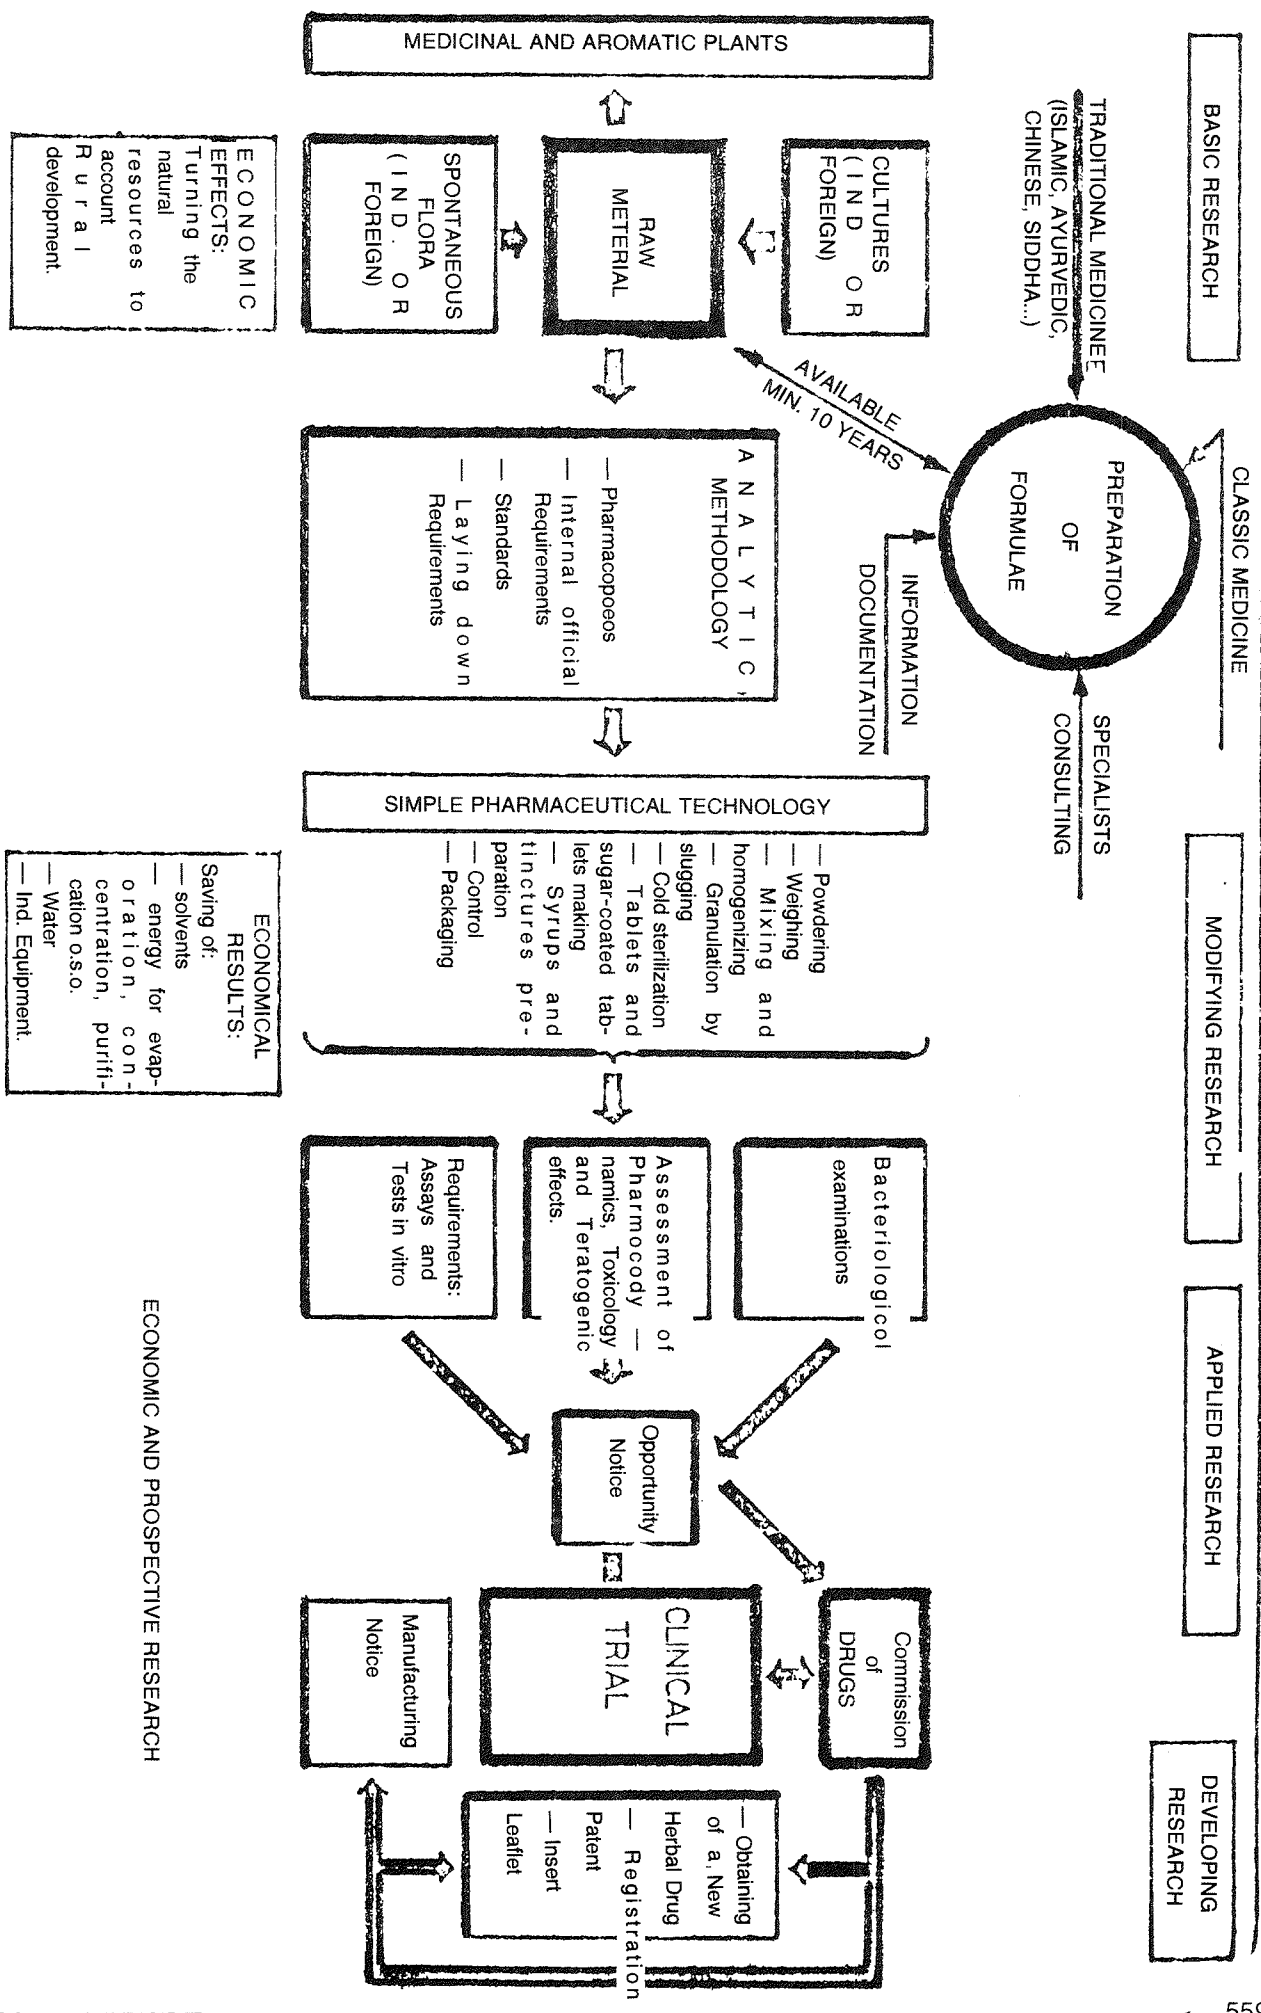 559
BASIC RESEARCH
MODIFYING RESEARCH
APPLIED RESEARCH
DEVELOPING
RESEARCH
CLASSIC MEDICINE
TRADITIONAL MEDICINEE
(ISLAMIC, AYURVEDIC,
CHINESE, SIDDHA...)
PREPARATION
OF
FORMULAE
SPECIALISTS
CONSULTING
INFORMATION
DOCUMENTATION
AVAILABLE
MIN. 10 YEARS
MEDICINAL AND AROMATIC PLANTS
CULTURES
(IND OR
FOREIGN)
RAW
METERIAL
SPONTANEOUS
FLORA
(IND. OR
FOREIGN)
ECONOMIC
EFFECTS:
Turning the
natural
resources to
account
Rural
development.
ANALYTIC,
METHODOLOGY
— Pharmacopoeos
— Internal official
Requirements
— Standards
— Laying down
Requirements
SIMPLE PHARMACEUTICAL TECHNOLOGY
— Powdering
— Weighing
— Mixing and
homogenizing
— Granulation by
slugging
— Cold sterilization
— Tablets and
sugar-coated tab-
lets making
— Syrups and
tinctures pre-
paration
— Control
— Packaging
ECONOMICAL
RESULTS:
Saving of:
— solvents
— energy for evap-
oration, con-
centration, purifi-
cation o.s.o.
— Water
— Ind. Equipment.
Bacteriologicol
examinations
Assessment of
Pharmocody —
namics, Toxicology
and Teratogenic
effects.
Requirements:
Assays and
Tests in vitro
Opportunity
Notice
Commission
of
DRUGS
CLINICAL
TRIAL
Manufacturing
Notice
— Obtaining
of a, New
Herbal Drug
— Registration
Patent
— Insert
Leaflet
ECONOMIC AND PROSPECTIVE RESEARCH